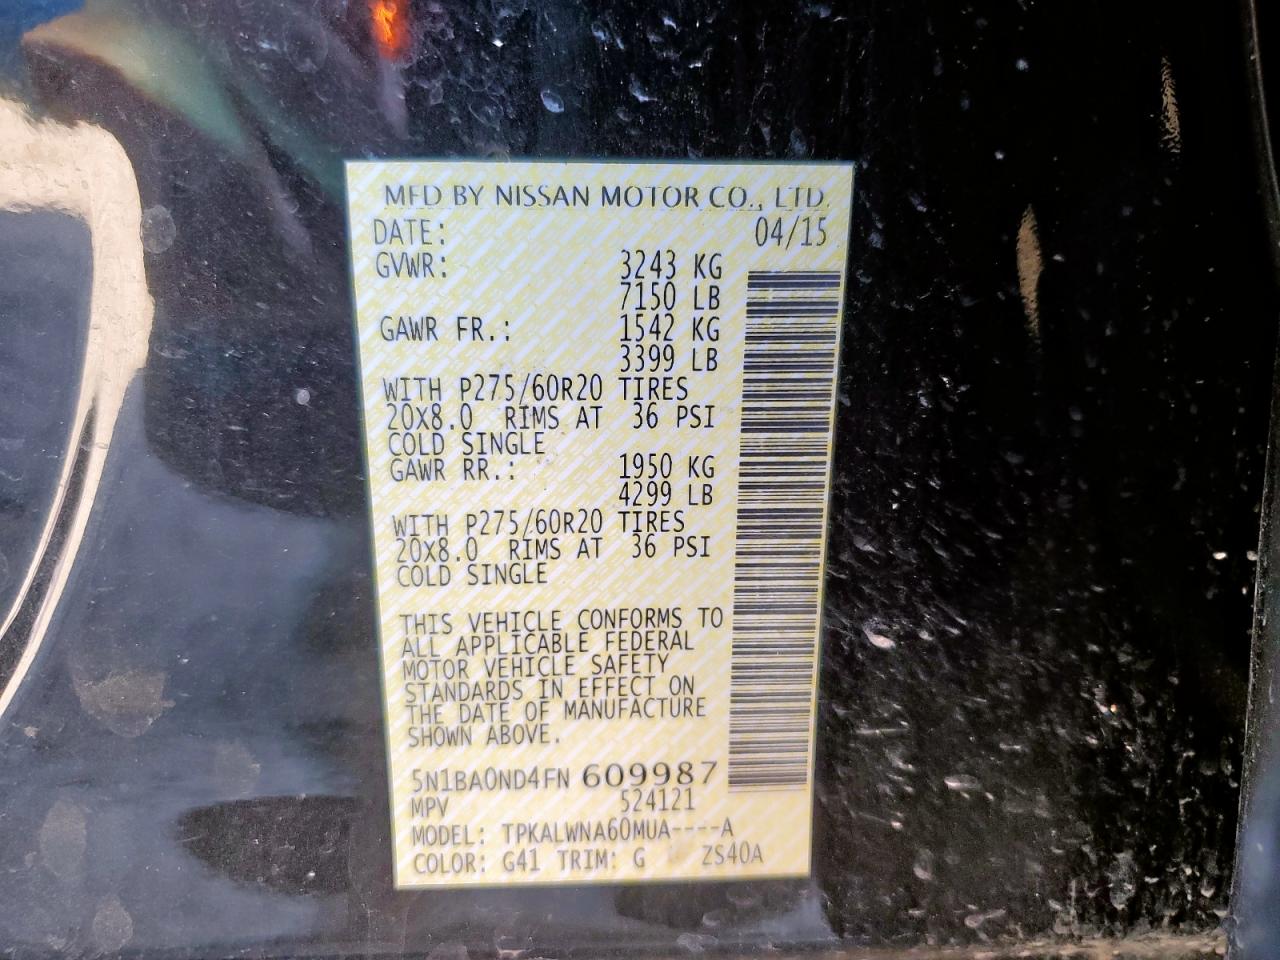 MFD BY NISSAN MOTOR CO., LTD.
DATE: 04/15
GVWR: 3243 KG
7150 LB
GAWR FR.: 1542 KG
3399 LB
WITH P275/60R20 TIRES
20X8.0 RIMS AT 36 PSI
COLD SINGLE
GAWR RR.: 1950 KG
4299 LB
WITH P275/60R20 TIRES
20X8.0 RIMS AT 36 PSI
COLD SINGLE
THIS VEHICLE CONFORMS TO
ALL APPLICABLE FEDERAL
MOTOR VEHICLE SAFETY
STANDARDS IN EFFECT ON
THE DATE OF MANUFACTURE
SHOWN ABOVE.
5N1BA0ND4FN 609987
MPV 524121
MODEL: TPKALWNA60MUA----A
COLOR: G41 TRIM: G ZS40A